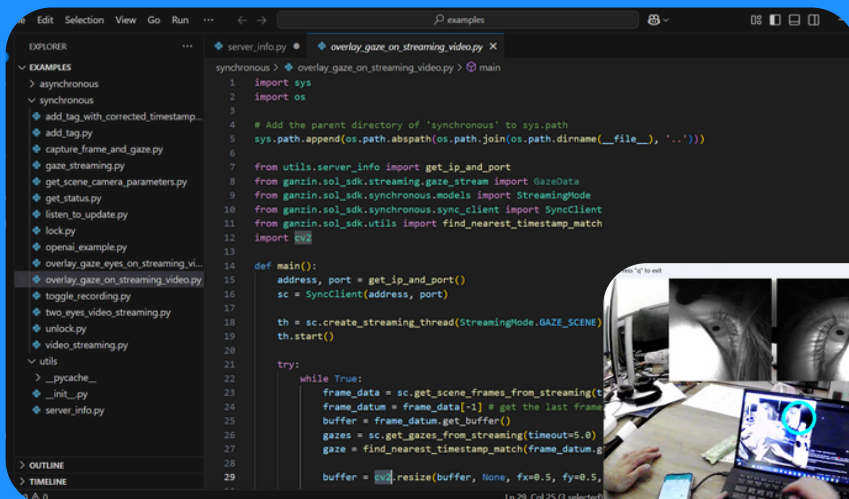 Edit Selection View Go Run ··· examples
EXPLORER ···
EXAMPLES
asynchronous
synchronous
add_tag_with_corrected_timestamp...
add_tag.py
capture_frame_and_gaze.py
gaze_streaming.py
get_scene_camera_parameters.py
get_status.py
listen_to_update.py
lock.py
openai_example.py
overlay_gaze_eyes_on_streaming_vi...
overlay_gaze_on_streaming_video.py
toggle_recording.py
two_eyes_video_streaming.py
unlock.py
video_streaming.py
utils
__pycache__
__init__.py
server_info.py
OUTLINE
TIMELINE
0 0
server_info.py overlay_gaze_on_streaming_video.py
synchronous > overlay_gaze_on_streaming_video.py > main
1 import sys
2 import os
3
4 # Add the parent directory of 'synchronous' to sys.path
5 sys.path.append(os.path.abspath(os.path.join(os.path.dirname(__file__), '..')))
6
7 from utils.server_info import get_ip_and_port
8 from ganzin.sol_sdk.streaming.gaze_stream import GazeData
9 from ganzin.sol_sdk.synchronous.models import StreamingMode
10 from ganzin.sol_sdk.synchronous.sync_client import SyncClient
11 from ganzin.sol_sdk.utils import find_nearest_timestamp_match
12 import cv2
13
14 def main():
15 address, port = get_ip_and_port()
16 sc = SyncClient(address, port)
17
18 th = sc.create_streaming_thread(StreamingMode.GAZE_SCENE)
19 th.start()
20
21 try:
22 while True:
23 frame_data = sc.get_scene_frames_from_streaming(t
24 frame_datum = frame_data[-1] # get the last frame
25 buffer = frame_datum.get_buffer()
26 gazes = sc.get_gazes_from_streaming(timeout=5.0)
27 gaze = find_nearest_timestamp_match(frame_datum.g
28
29 buffer = cv2.resize(buffer, None, fx=0.5, fy=0.5,
Ln 29, Col 25 (3 selected)
"q" to exit